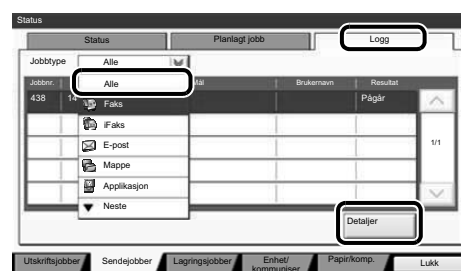 Status
Status Planlagt jobb Logg
Jobbtype Alle
Jobbnr. Mål Brukernavn Resultat
Alle
438 14 Pågår
Faks
iFaks
E-post
1/1
Mappe
Applikasjon
Neste
Detaljer
Utskriftsjobber Sendejobber Lagringsjobber Enhet/ Papir/komp. Lukk
kommuniser